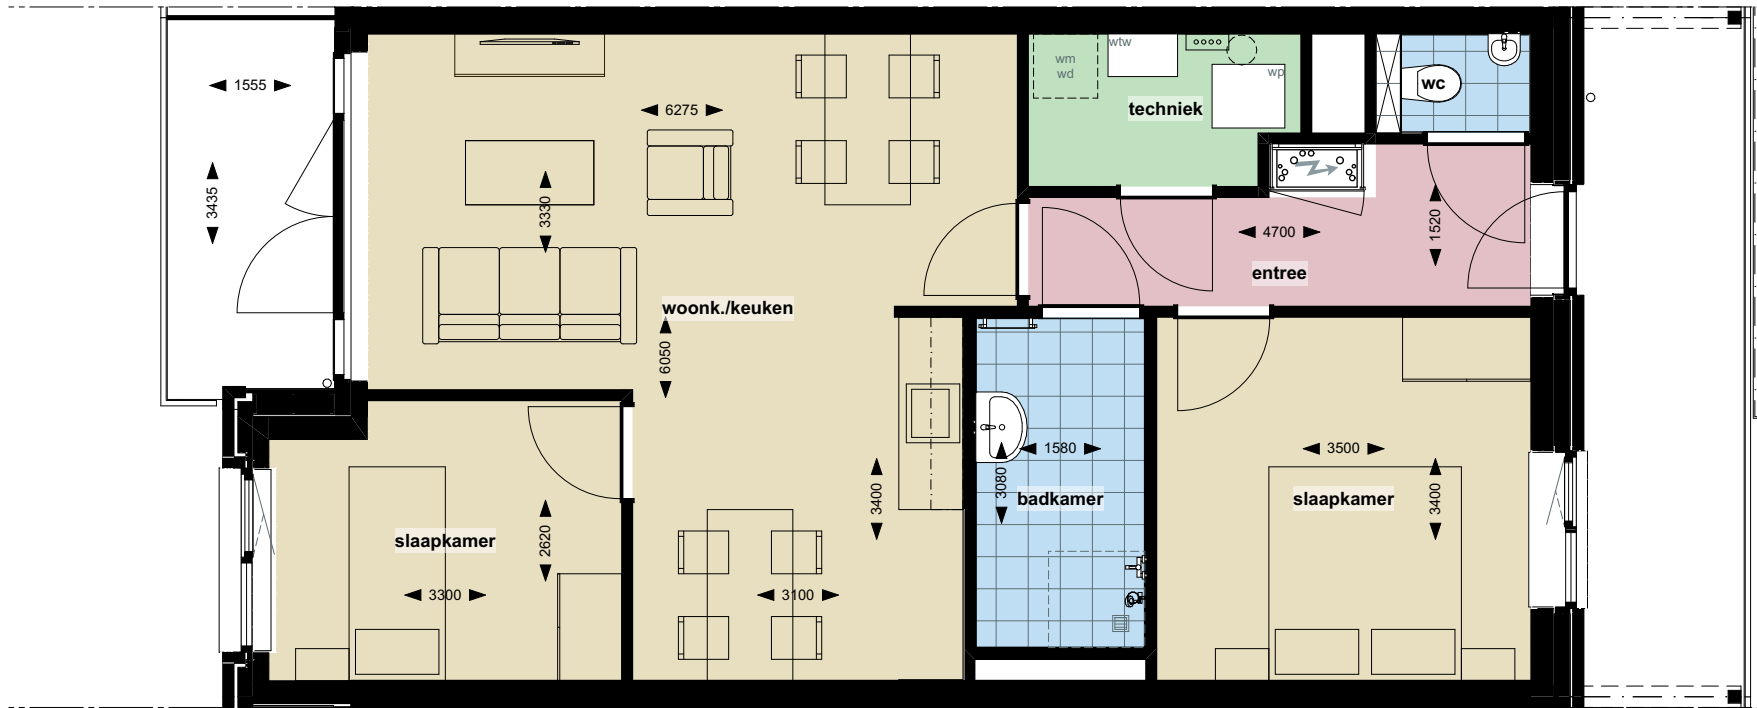 wtw
wm
wd
wp
wc
techniek
1555
6275
3435
3330
4700
1520
entree
woonk./keuken
6050
1580
3500
3080
3400
3400
badkamer
slaapkamer
slaapkamer
2620
3300
3100